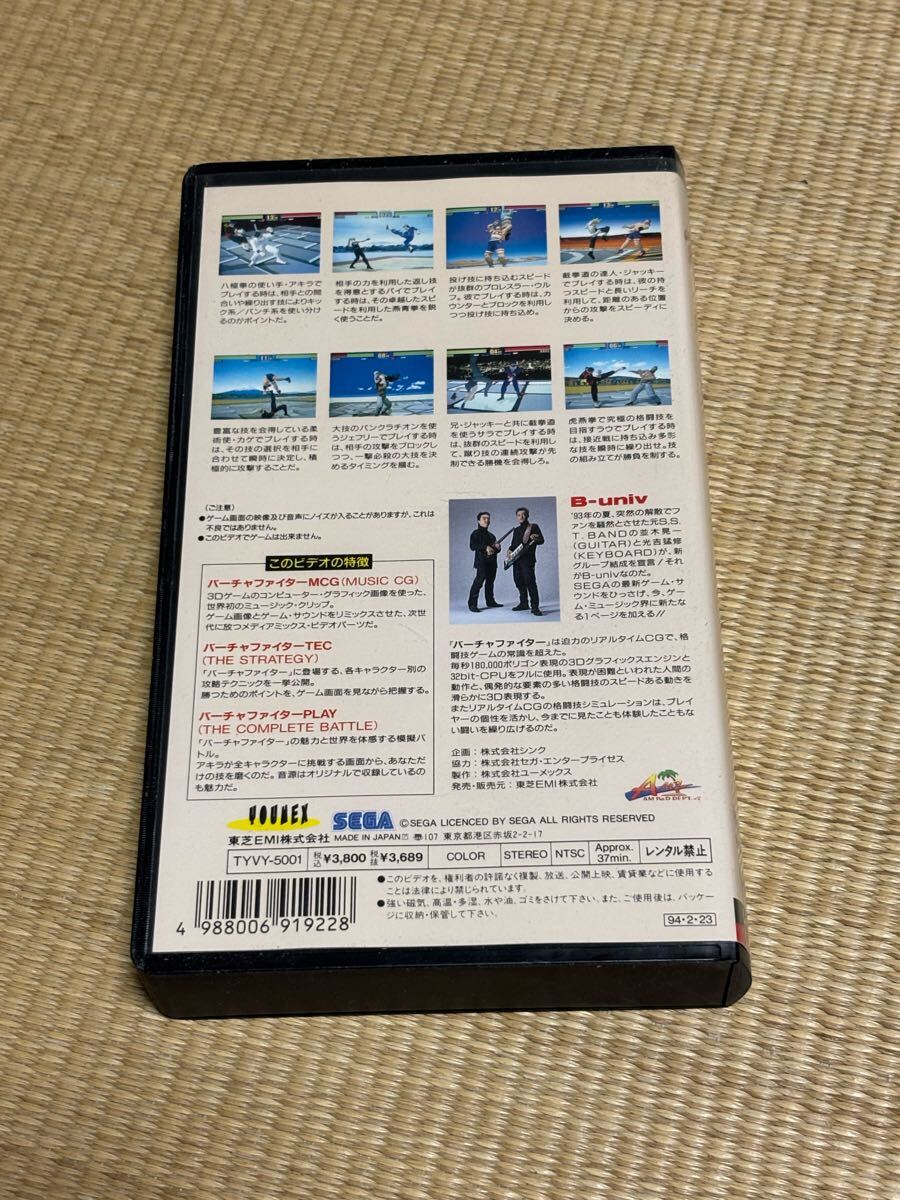 八極拳の使い手・アキラで
プレイする時は、相手との間
合いや繰り出す技によりキッ
ク系／パンチ系を使い分け
るのがポイントだ。
相手の力を利用した返し技
を得意とするパイでプレイ
する時は、その卓越したスピ
ードを利用した燕青拳を鋭
く使うことだ。
投げ技に持ち込むスピード
が抜群のプロレスラー・ウル
フ。彼でプレイする時は、カ
ウンターとブロックを利用し
つつ投げ技に持ち込め。
截拳道の達人・ジャッキー
でプレイする時は、彼の持
つスピードと長いリーチを
利用して、距離のある位置
からの攻撃をスピーディに
決める。
豊富な技を会得している柔
術使・カゲでプレイする時
は、その技の選択を相手に
合わせて瞬時に決定し、積
極的に攻撃することだ。
大技のパンクラチオンを使
うジェフリーでプレイする時
は、相手の攻撃をブロックし
つつ、一撃必殺の大技を決
めるタイミングを掴む。
兄・ジャッキーと共に截拳道
を使うサラでプレイする時
は、抜群のスピードを利用し
て、蹴り技の連続攻撃が先
制できる勝機を会得しろ。
虎燕拳で究極の格闘技を
目指すラウでプレイする時
は、接近戦に持ち込み多彩
な技を瞬時に繰り出せ。技
の組み立てが勝負を制する。
（ご注意）
●ゲーム画面の映像及び音声にノイズが入ることがありますが、これは
不良ではありません。
●このビデオでゲームは出来ません。
このビデオの特徴
バーチャファイターMCG(MUSIC CG)
3Dゲームのコンピューター・グラフィック画像を使った、
世界初のミュージック・クリップ。
ゲーム画像とゲーム・サウンドをリミックスさせた、次世
代に放つメディアミックス・ビデオパーツだ。
バーチャファイターTEC
(THE STRATEGY)
「バーチャファイター」に登場する、各キャラクター別の
攻略テクニックを一挙公開。
勝つためのポイントを、ゲーム画面を見ながら把握する。
バーチャファイターPLAY
(THE COMPLETE BATTLE)
「バーチャファイター」の魅力と世界を体感する模擬バ
トル。
アキラが全キャラクターに挑戦する画面から、あなただ
けの技を磨くのだ。音源はオリジナルで収録しているの
も魅力だ。
B-univ
'93年の夏、突然の解散でフ
ァンを騒然とさせた元S.S.
T. BANDの並木晃一
(GUITAR)と光吉猛修
(KEYBOARD)が、新
グループ結成を宣言!それ
がB-univなのだ。
SEGAの最新ゲーム・サ
ウンドをひっさげ、今、ゲー
ム・ミュージック界に新たな
る1ページを加える!!
「バーチャファイター」は迫力のリアルタイムCGで、格
闘技ゲームの常識を超えた。
毎秒180,000ポリゴン表現の3Dグラフィックスエンジンと
32bit-CPUをフルに使用。表現が困難といわれた人間の
動作と、偶発的な要素の多い格闘技のスピードある動きを
滑らかに3D表現する。
またリアルタイムCGの格闘技シミュレーションは、プレイ
ヤーの個性を活かし、今までに見たことも体験したこともな
い闘いを繰り広げるのだ。
企画：株式会社シンク
協力：株式会社セガ・エンタープライゼス
製作：株式会社ユーメックス
発売・販売元：東芝EMI株式会社
AM R&D DEPT.#2
YOUMEX SEGA ©SEGA LICENCED BY SEGA ALL RIGHTS RESERVED
東芝EMI株式会社 MADE IN JAPAN 〒107 東京都港区赤坂2-2-17
TYVY-5001 税込¥3,800 税抜¥3,689 COLOR STEREO NTSC Approx. 37min. レンタル禁止
●このビデオを、権利者の許諾なく複製、放送、公開上映、賃貸業などに使用する
ことは法律により禁じられています。
●強い磁気、高温・多湿、水や油、ゴミをさけて下さい。また、ご使用後は、パッケー
ジに収納・保管して下さい。
4 988006 919228
94・2・23